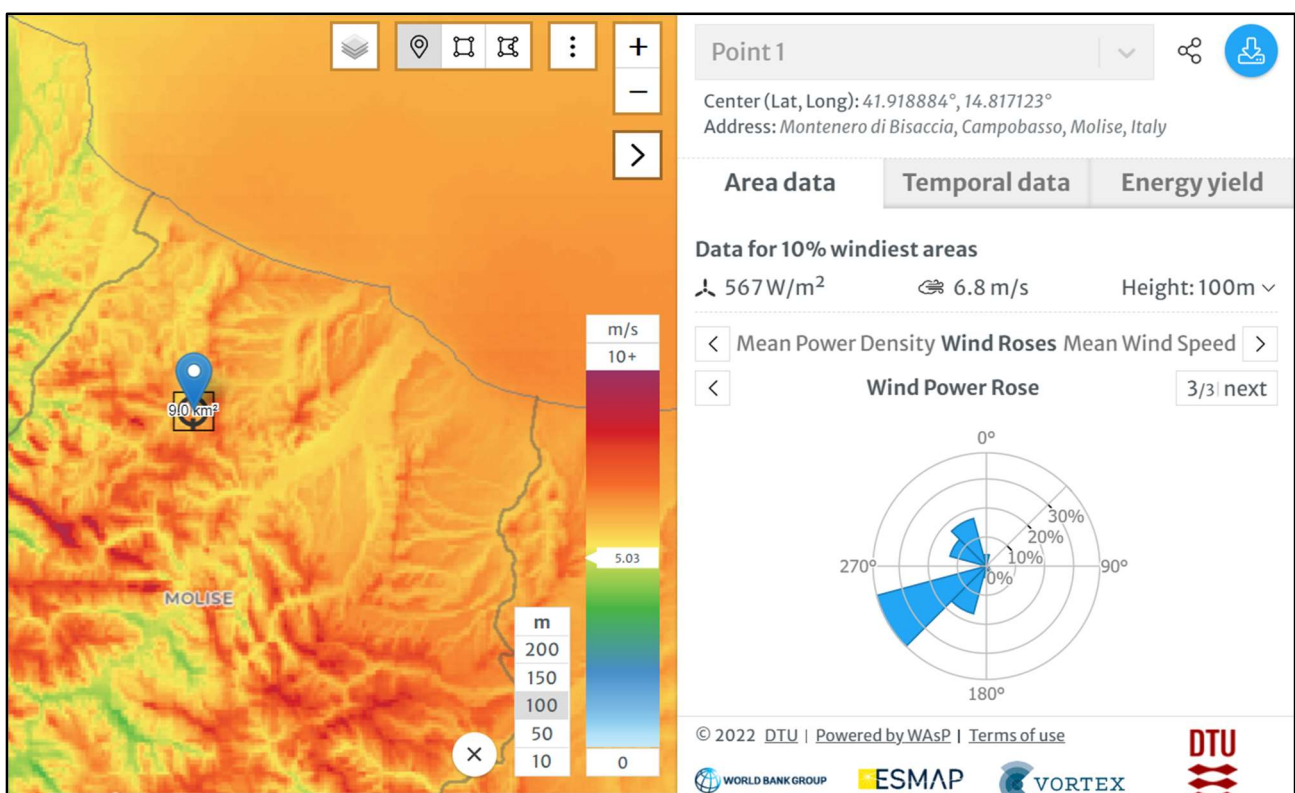 +
−
m/s
10+
9.0 km²
5.03
MOLISE
m
200
150
100
50
10
0
Point 1
Center (Lat, Long): 41.918884°, 14.817123°
Address: Montenero di Bisaccia, Campobasso, Molise, Italy
Area data Temporal data Energy yield
Data for 10% windiest areas
567 W/m² 6.8 m/s Height: 100m
Mean Power Density Wind Roses Mean Wind Speed
Wind Power Rose 3/3 next
0°
30%
20%
10%
270° 0% 90°
180°
© 2022 DTU | Powered by WAsP | Terms of use
DTU
WORLD BANK GROUP ESMAP VORTEX